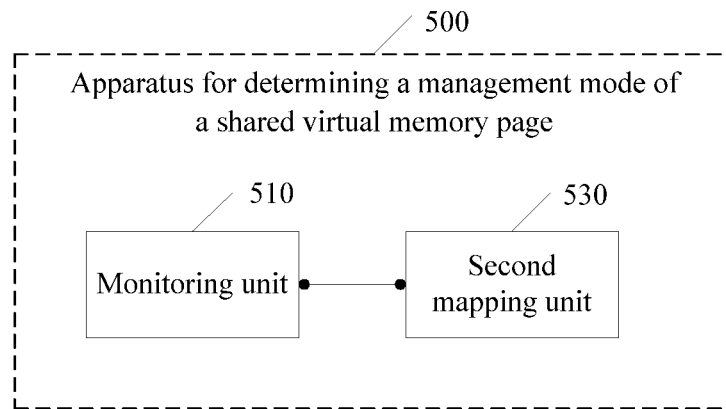 500
Apparatus for determining a management mode of
a shared virtual memory page
510
530
Monitoring unit
Second
mapping unit